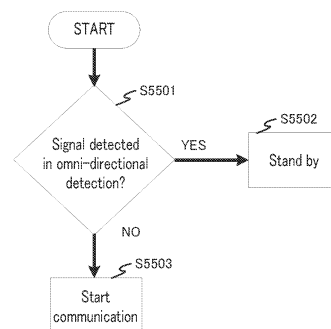 START
S5501
Signal detected
in omni-directional
detection?
YES
S5502
Stand by
NO
S5503
Start
communication